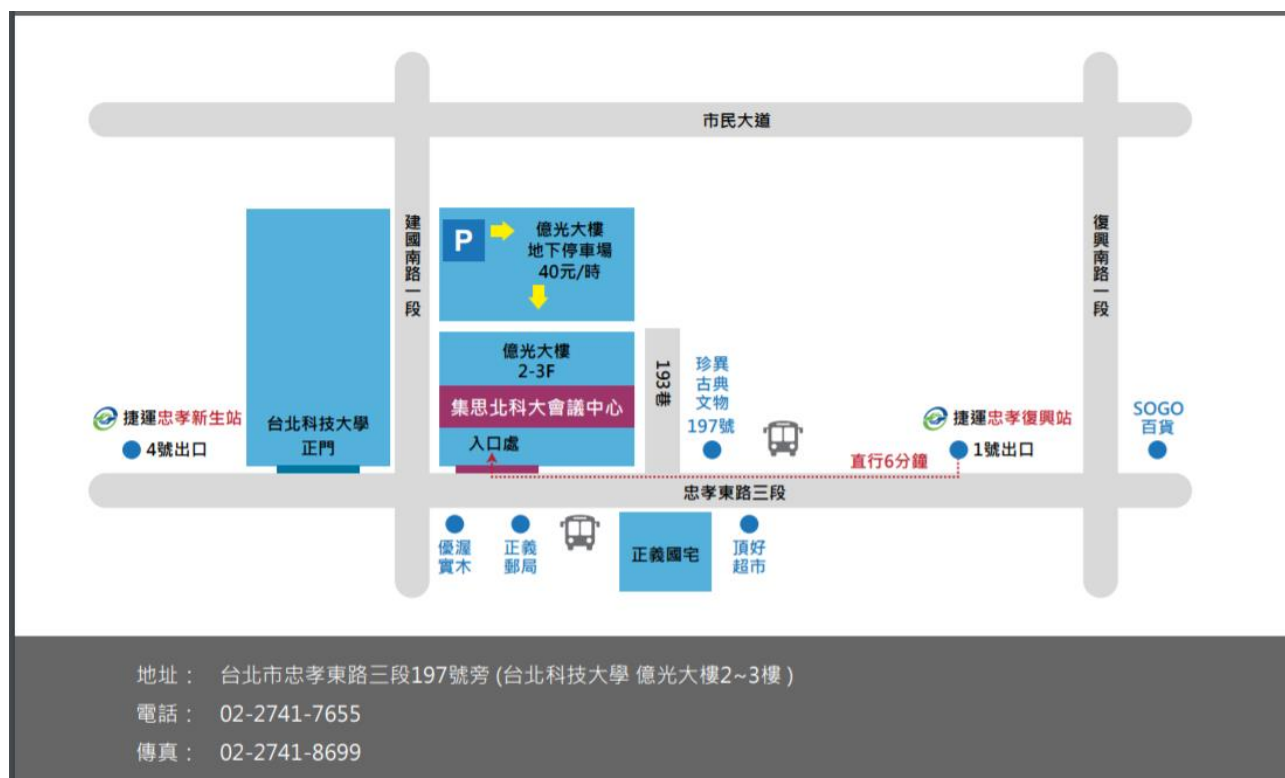 市民大道
建國南路一段
復興南路一段
P
億光大樓
地下停車場
40元/時
億光大樓
2-3F
集思北科大會議中心
入口處
193巷
珍異
古典
文物
197號
捷運忠孝新生站
4號出口
台北科技大學
正門
捷運忠孝復興站
1號出口
SOGO
百貨
直行6分鐘
忠孝東路三段
優渥
實木
正義
郵局
正義國宅
頂好
超市
地址： 台北市忠孝東路三段197號旁 (台北科技大學 億光大樓2~3樓 )
電話： 02-2741-7655
傳真： 02-2741-8699